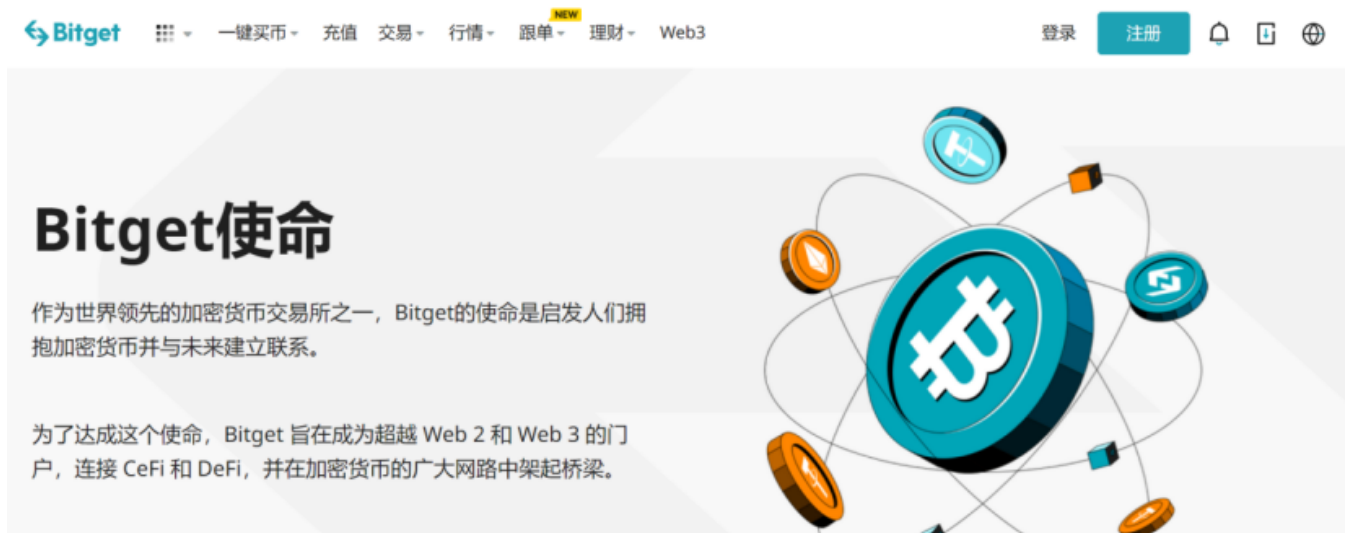 Bitget 一键买币 充值 交易 行情 跟单 NEW 理财 Web3 登录 注册
Bitget使命
作为世界领先的加密货币交易所之一，Bitget的使命是启发人们拥
抱加密货币并与未来建立联系。
为了达成这个使命，Bitget 旨在成为超越 Web 2 和 Web 3 的门
户，连接 CeFi 和 DeFi，并在加密货币的广大网路中架起桥梁。